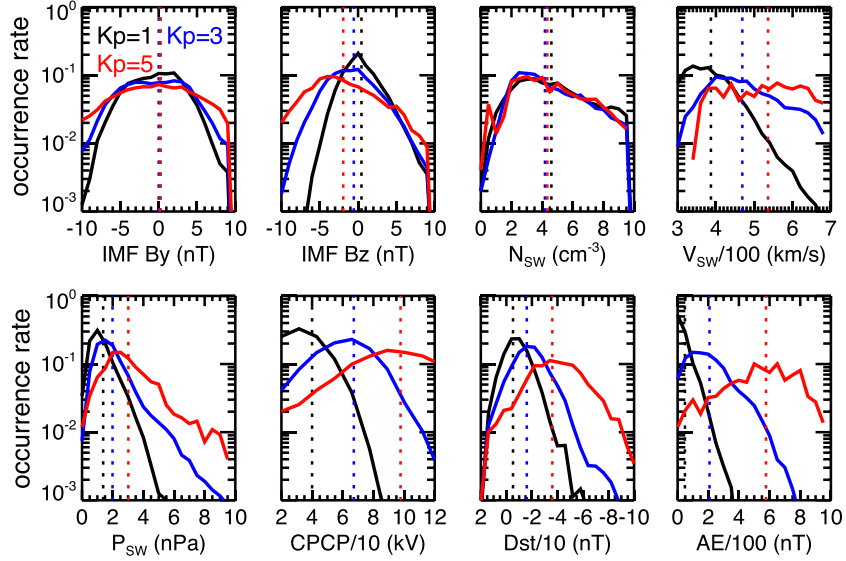 Kp=1 Kp=3
Kp=5
occurrence rate
10^0
10^-1
10^-2
10^-3
-10 -5 0 5 10
IMF By (nT)
-10 -5 0 5 10
IMF Bz (nT)
0 2 4 6 8 10
N_SW (cm^-3)
3 4 5 6 7
V_SW/100 (km/s)
occurrence rate
10^0
10^-1
10^-2
10^-3
0 2 4 6 8 10
P_SW (nPa)
2 4 6 8 10 12
CPCP/10 (kV)
2 0 -2 -4 -6 -8 -10
Dst/10 (nT)
0 2 4 6 8 10
AE/100 (nT)